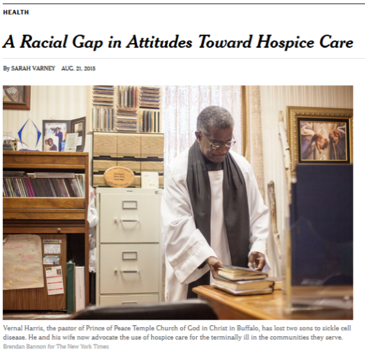 HEALTH
A Racial Gap in Attitudes Toward Hospice Care
By SARAH VARNEY AUG. 21, 2015
Vernal Harris, the pastor of Prince of Peace Temple Church of God in Christ in Buffalo, has lost two sons to sickle cell
disease. He and his wife now advocate the use of hospice care for the terminally ill in the communities they serve.
Brendan Bannon for The New York Times